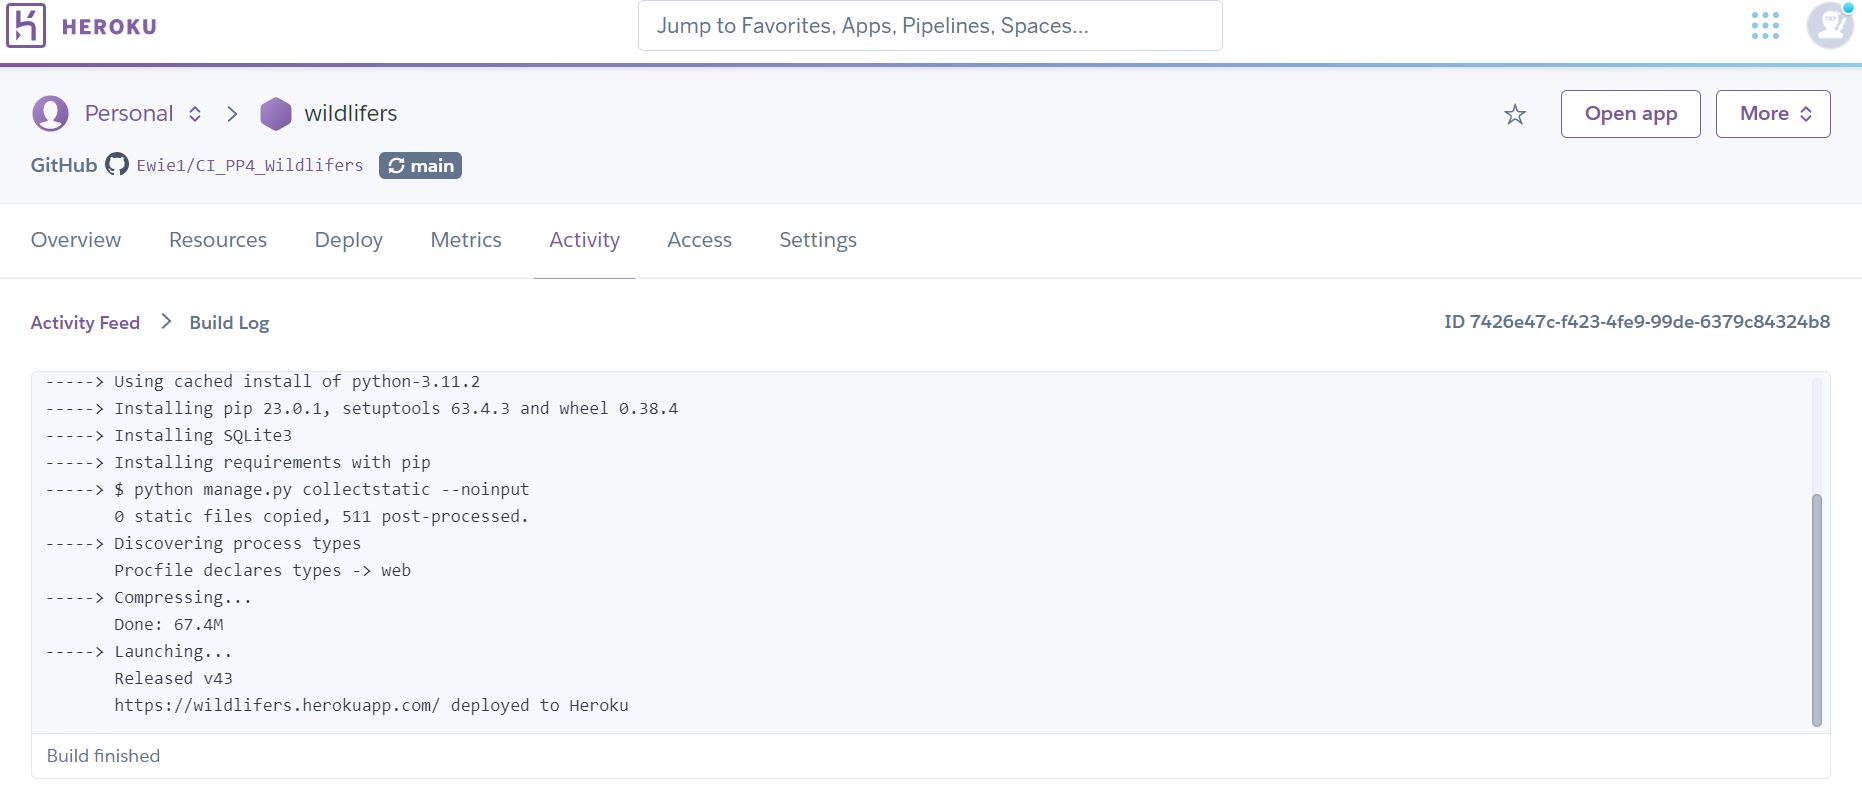 HEROKU
Jump to Favorites, Apps, Pipelines, Spaces...
Personal
wildlifers
Open app
More
GitHub Ewie1/CI_PP4_Wildlifers main
Overview Resources Deploy Metrics Activity Access Settings
Activity Feed > Build Log
ID 7426e47c-f423-4fe9-99de-6379c84324b8
-----> Using cached install of python-3.11.2
-----> Installing pip 23.0.1, setuptools 63.4.3 and wheel 0.38.4
-----> Installing SQLite3
-----> Installing requirements with pip
-----> $ python manage.py collectstatic --noinput
0 static files copied, 511 post-processed.
-----> Discovering process types
Procfile declares types -> web
-----> Compressing...
Done: 67.4M
-----> Launching...
Released v43
https://wildlifers.herokuapp.com/ deployed to Heroku
Build finished